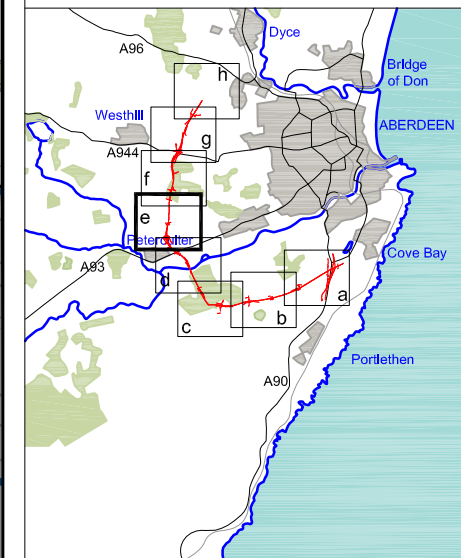 Dyce
A96
h
Bridge
of Don
Westhill
ABERDEEN
g
A944
f
e
Peterculter
Cove Bay
A93
d
a
c
b
Portlethen
A90